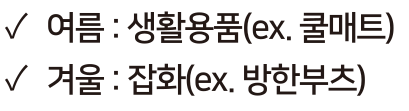 ✓ 여름 : 생활용품(ex. 쿨매트)
✓ 겨울 : 잡화(ex. 방한부츠)